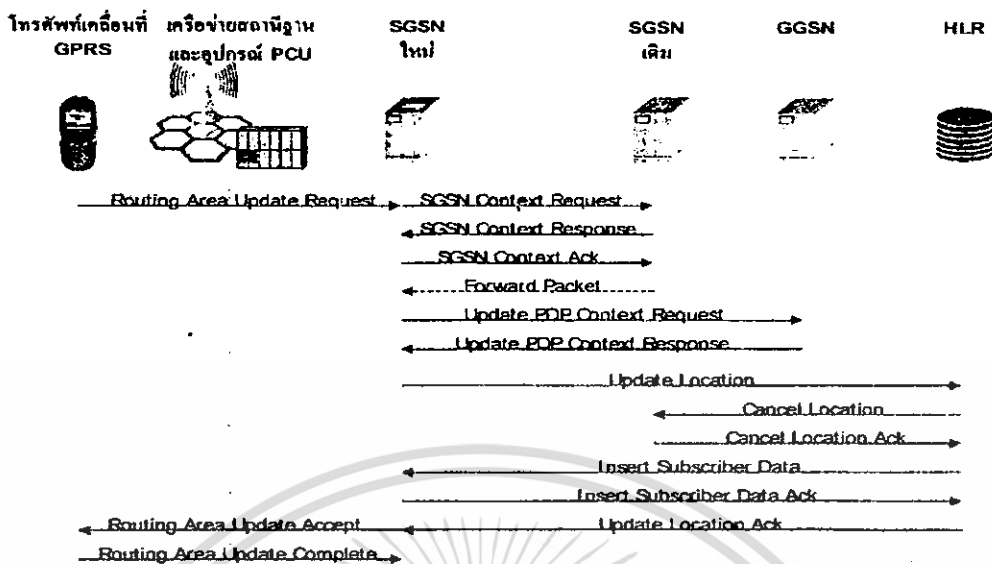 โทรศัพท์เคลื่อนที่
GPRS
เครือข่ายสถานีฐาน
และอุปกรณ์ PCU
SGSN
ใหม่
SGSN
เดิม
GGSN
HLR
Routing Area Update Request
SGSN Context Request
SGSN Context Response
SGSN Context Ack
Forward Packet
Update PDP Context Request
Update PDP Context Response
Update Location
Cancel Location
Cancel Location Ack
Insert Subscriber Data
Insert Subscriber Data Ack
Routing Area Update Accept
Update Location Ack
Routing Area Update Complete